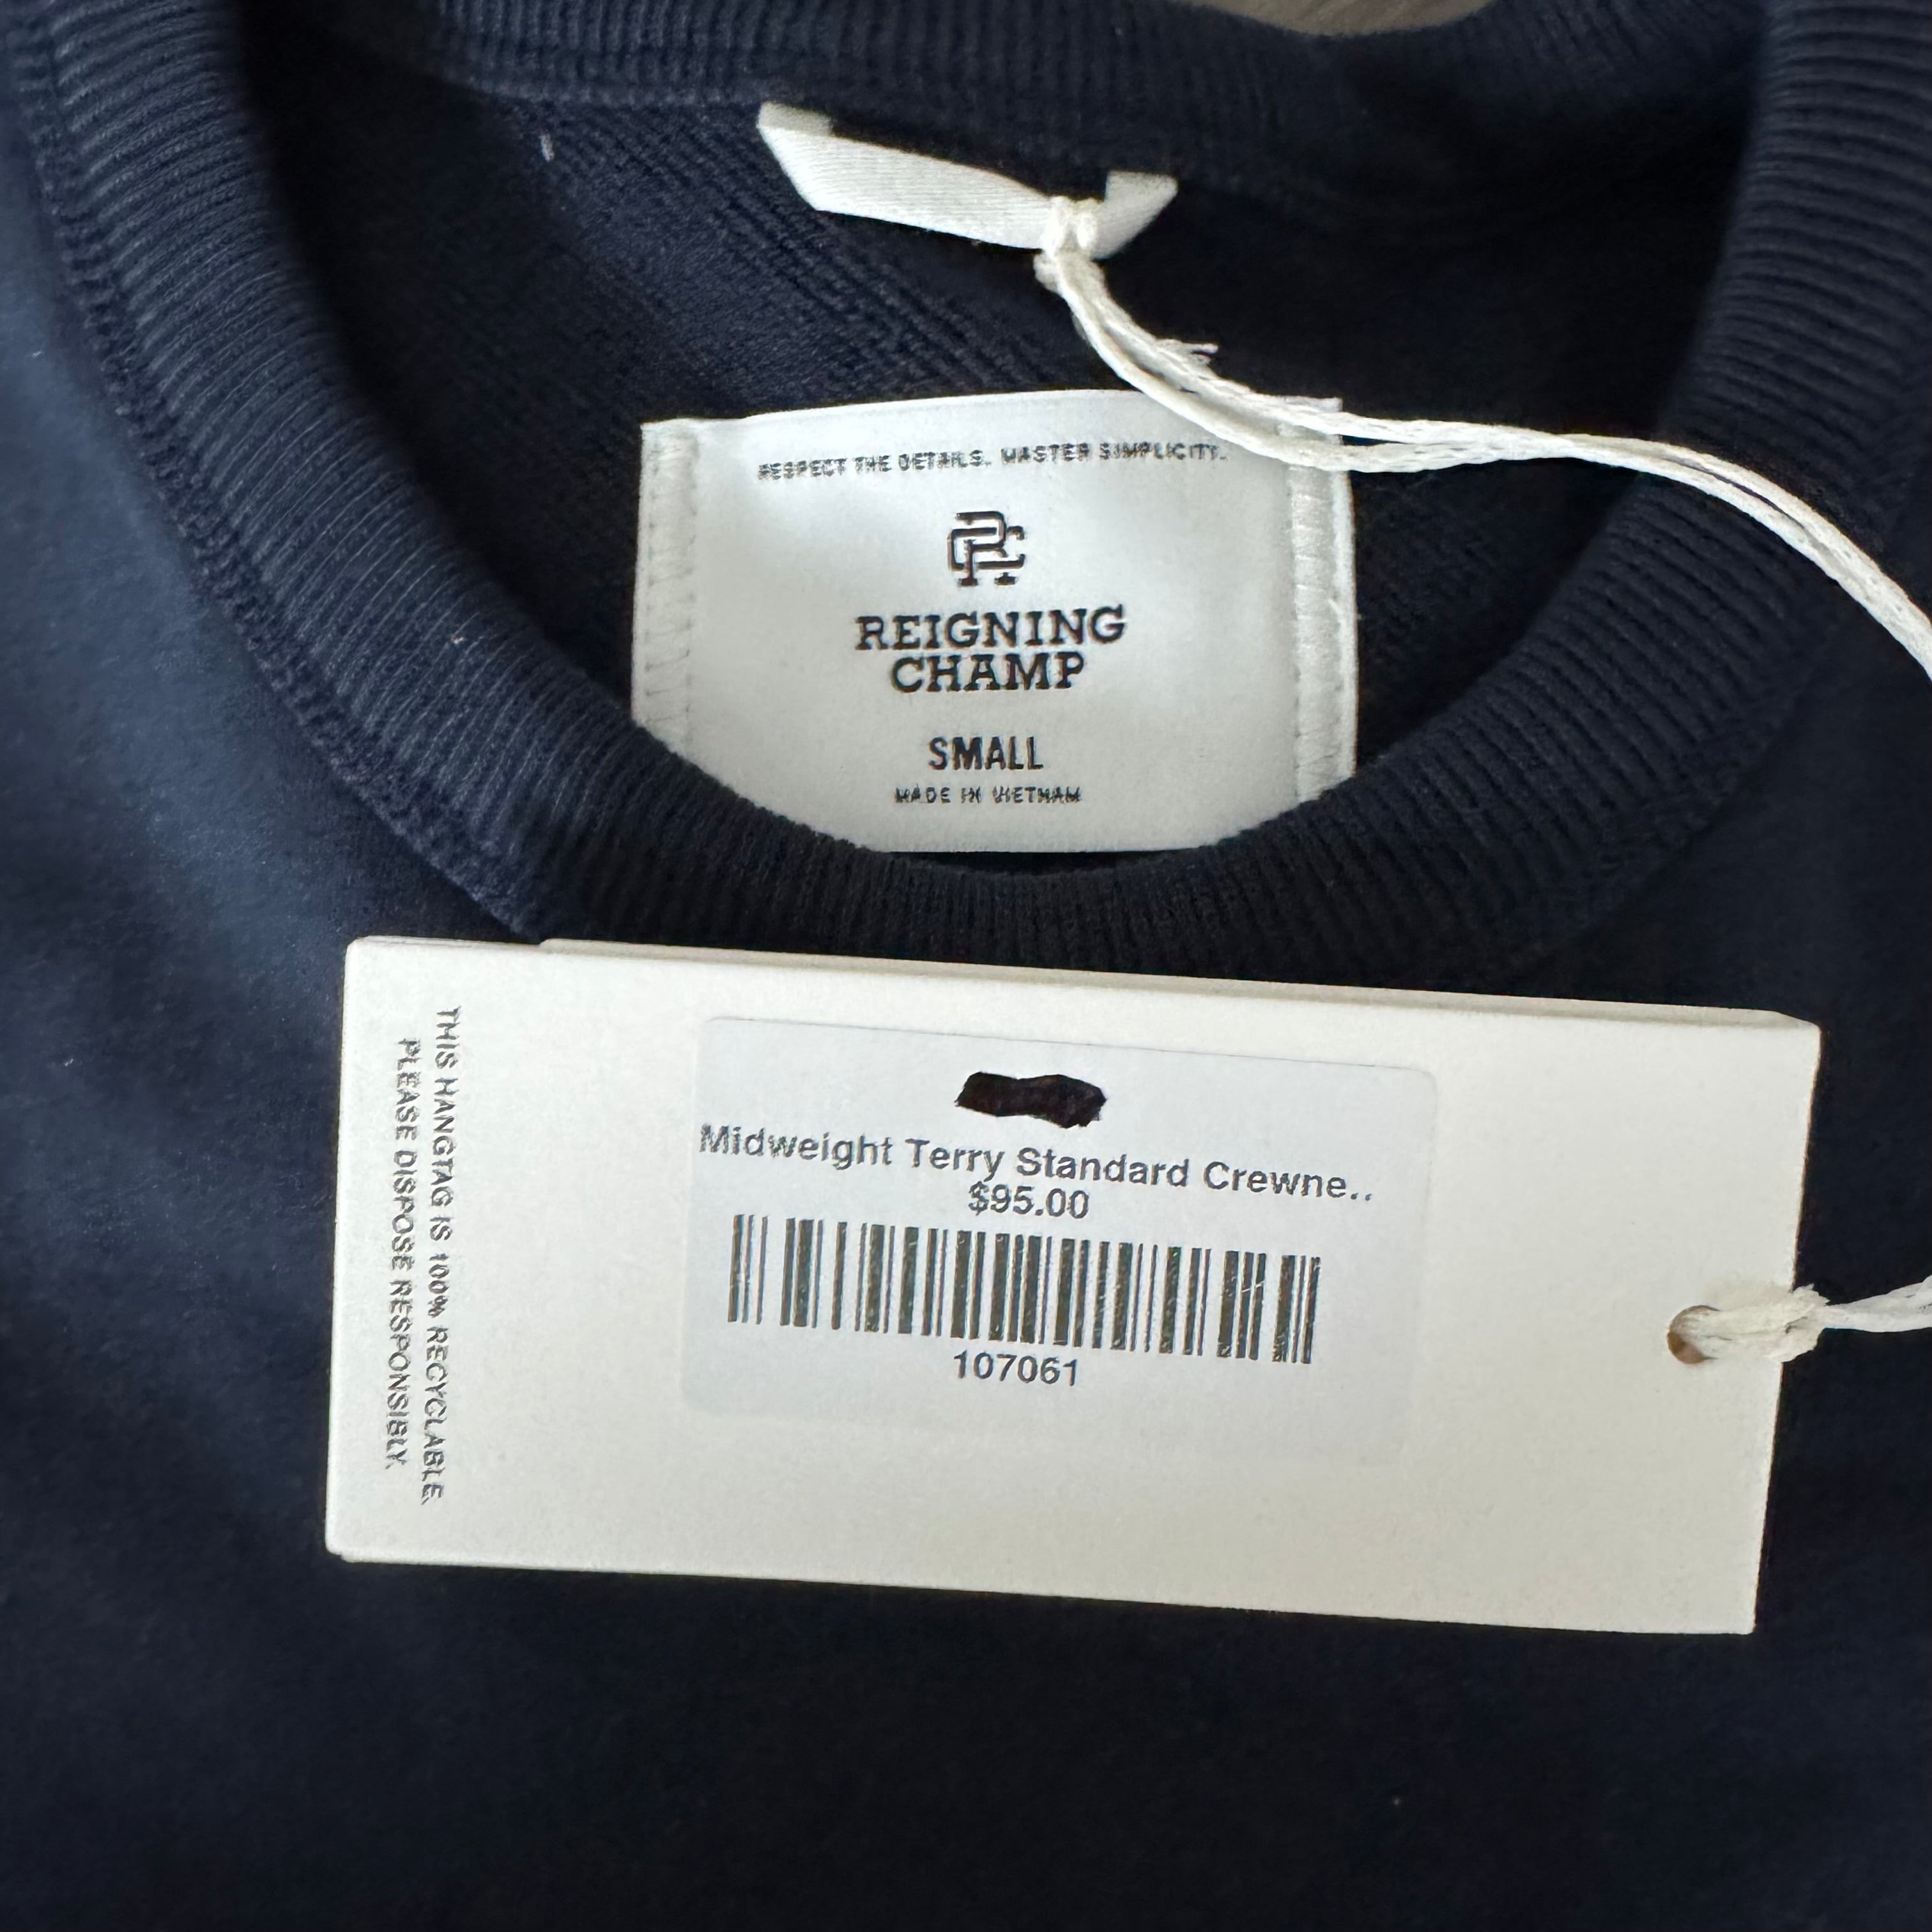 RESPECT THE DETAILS. MASTER SIMPLICITY.
RC
REIGNING
CHAMP
SMALL
MADE IN VIETNAM
THIS HANGTAG IS 100% RECYCLABLE.
PLEASE DISPOSE RESPONSIBLY.
Midweight Terry Standard Crewne..
$95.00
107061